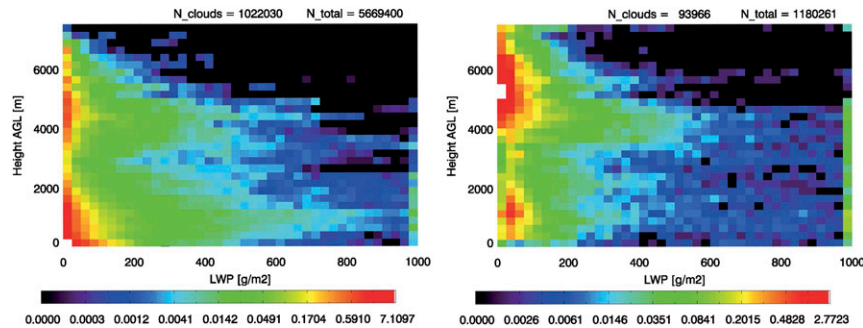 N_clouds = 1022030 N_total = 5669400
Height AGL [m]
6000
4000
2000
0
0 200 400 600 800 1000
LWP [g/m2]
0.0000 0.0003 0.0012 0.0041 0.0142 0.0491 0.1704 0.5910 7.1097
N_clouds = 93966 N_total = 1180261
Height AGL [m]
6000
4000
2000
0
0 200 400 600 800 1000
LWP [g/m2]
0.0000 0.0026 0.0061 0.0146 0.0351 0.0841 0.2015 0.4828 2.7723